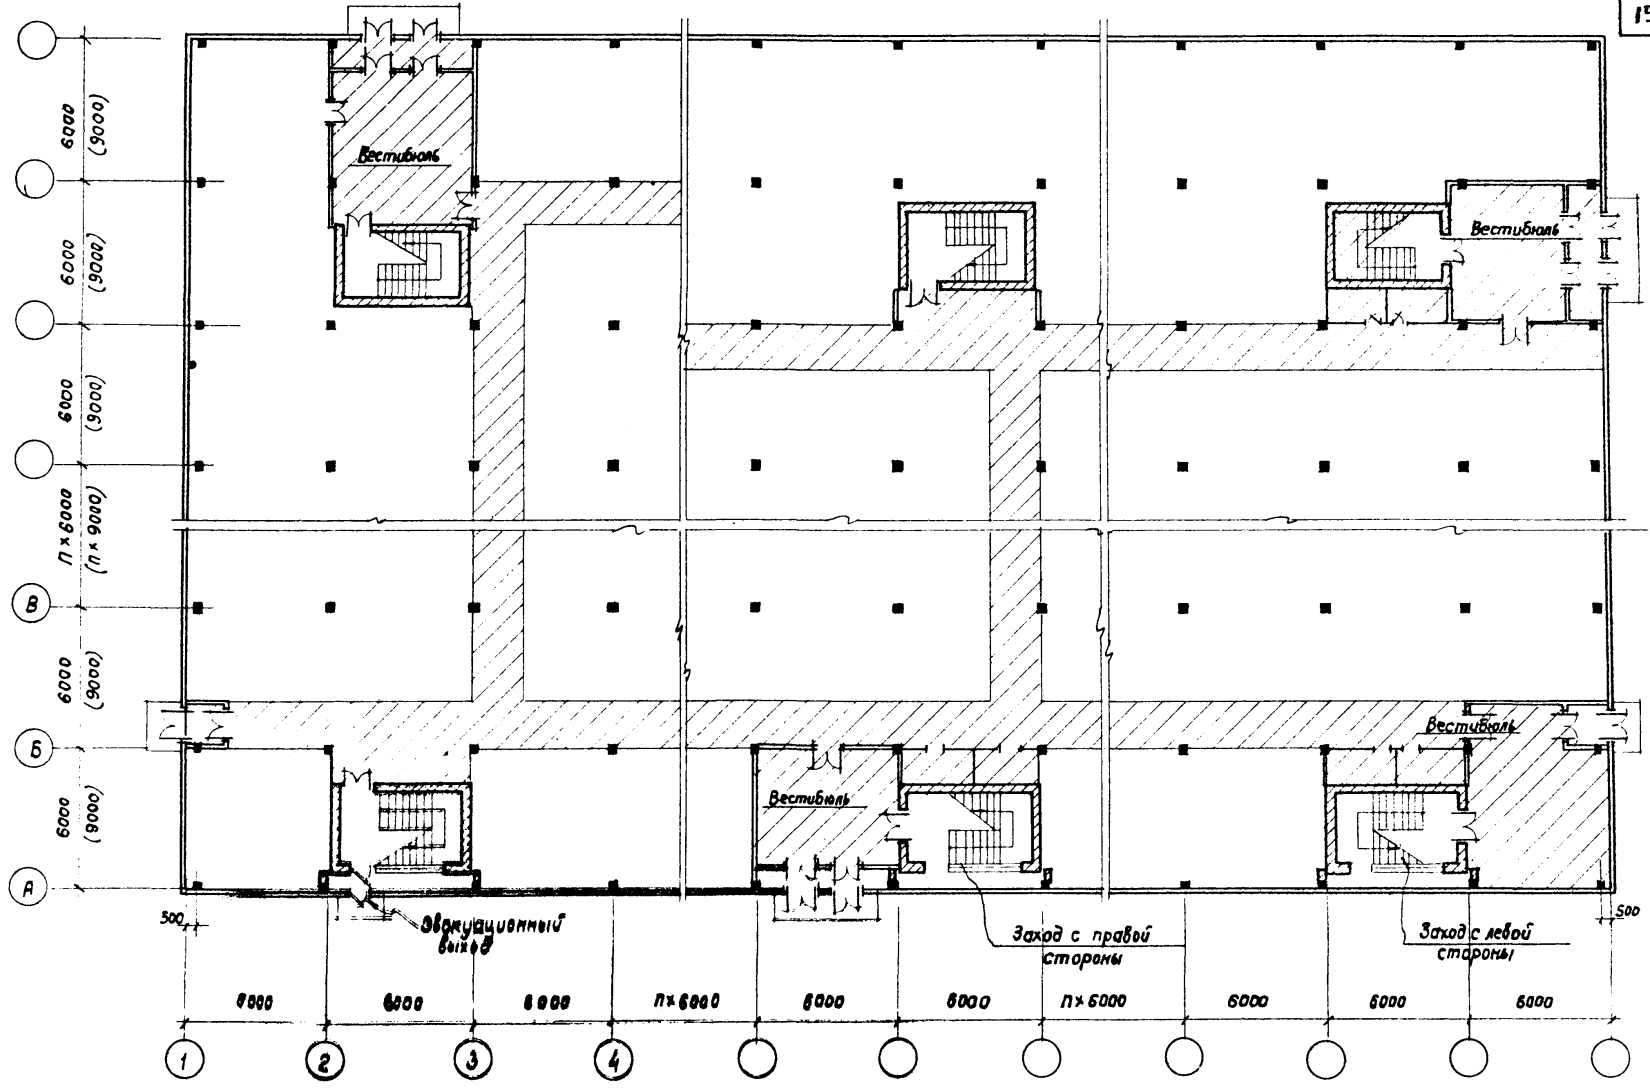 6000
(9000)
Вестибюль
6000
(9000)
Вестибюль
6000
(9000)
п × 6000
(п × 9000)
В
6000
(9000)
Б
Вестибюль
6000
(9000)
Вестибюль
А
500
Эвакуационный
выход
Заход с правой
стороны
Заход с левой
стороны
500
6000
6000
6000
п×6000
6000
6000
п×6000
6000
6000
6000
1
2
3
4